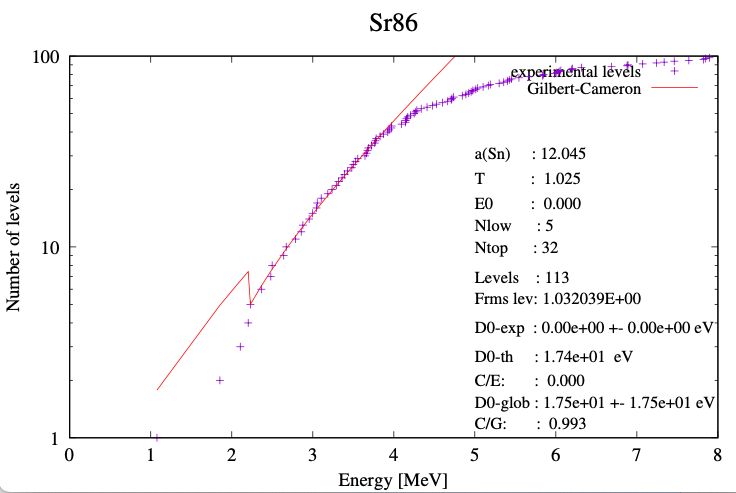 Sr86
100
10
1
Number of levels
experimental levels
Gilbert-Cameron
a(Sn) : 12.045
T : 1.025
E0 : 0.000
Nlow : 5
Ntop : 32
Levels : 113
Frms lev: 1.032039E+00
D0-exp : 0.00e+00 +- 0.00e+00 eV
D0-th : 1.74e+01 eV
C/E: : 0.000
D0-glob : 1.75e+01 +- 1.75e+01 eV
C/G: : 0.993
0 1 2 3 4 5 6 7 8
Energy [MeV]